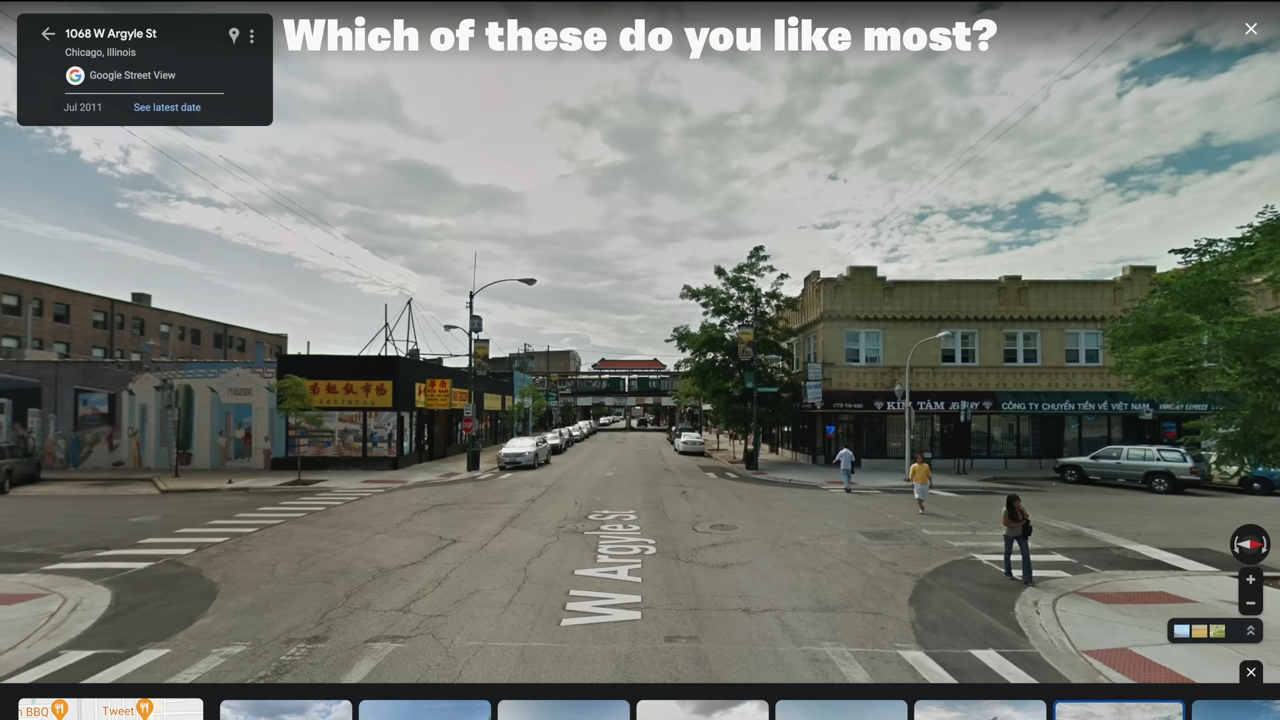 Which of these do you like most?
1068 W Argyle St
Chicago, Illinois
Google Street View
Jul 2011
See latest date
KIM TÂM JEWELRY
CÔNG TY CHUYỂN TIỀN VỀ VIỆT NAM
W Argyle St
BBQ
Tweet